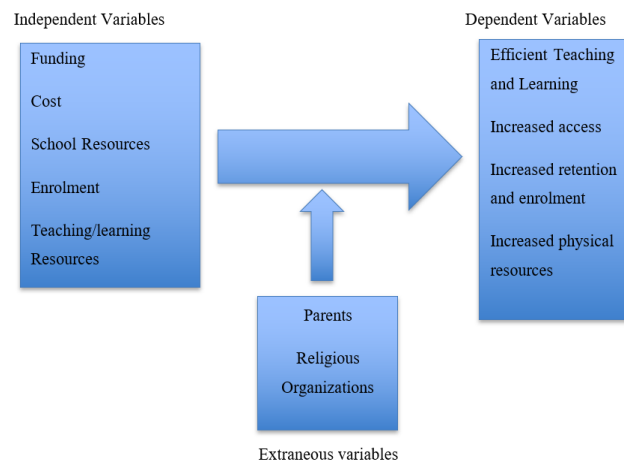 Independent Variables
Funding
Cost
School Resources
Enrolment
Teaching/learning
Resources
Dependent Variables
Efficient Teaching
and Learning
Increased access
Increased retention
and enrolment
Increased physical
resources
Parents
Religious
Organizations
Extraneous variables